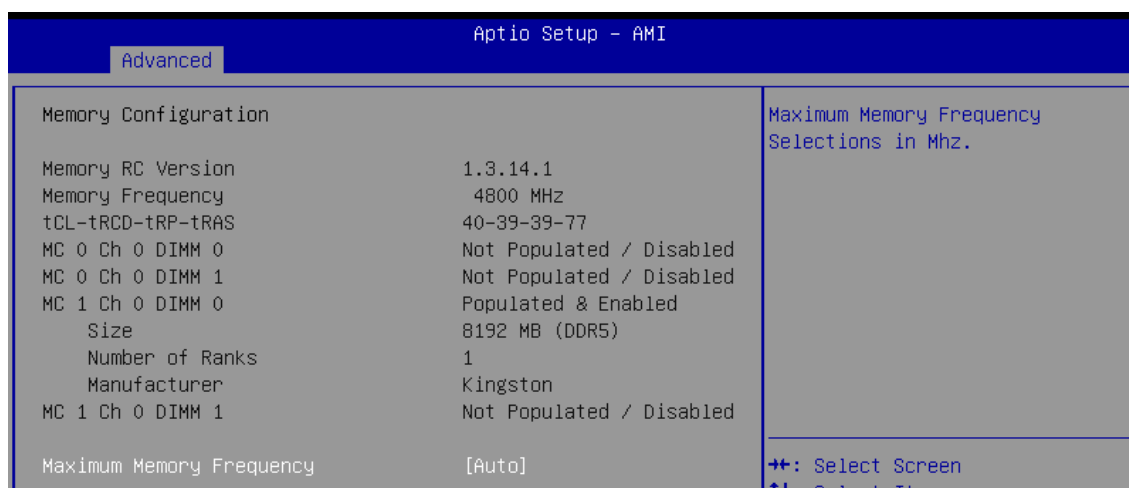 Aptio Setup – AMI
Advanced
Memory Configuration
Memory RC Version 1.3.14.1
Memory Frequency 4800 MHz
tCL-tRCD-tRP-tRAS 40-39-39-77
MC 0 Ch 0 DIMM 0 Not Populated / Disabled
MC 0 Ch 0 DIMM 1 Not Populated / Disabled
MC 1 Ch 0 DIMM 0 Populated & Enabled
Size 8192 MB (DDR5)
Number of Ranks 1
Manufacturer Kingston
MC 1 Ch 0 DIMM 1 Not Populated / Disabled
Maximum Memory Frequency [Auto]
Maximum Memory Frequency
Selections in Mhz.
→←: Select Screen